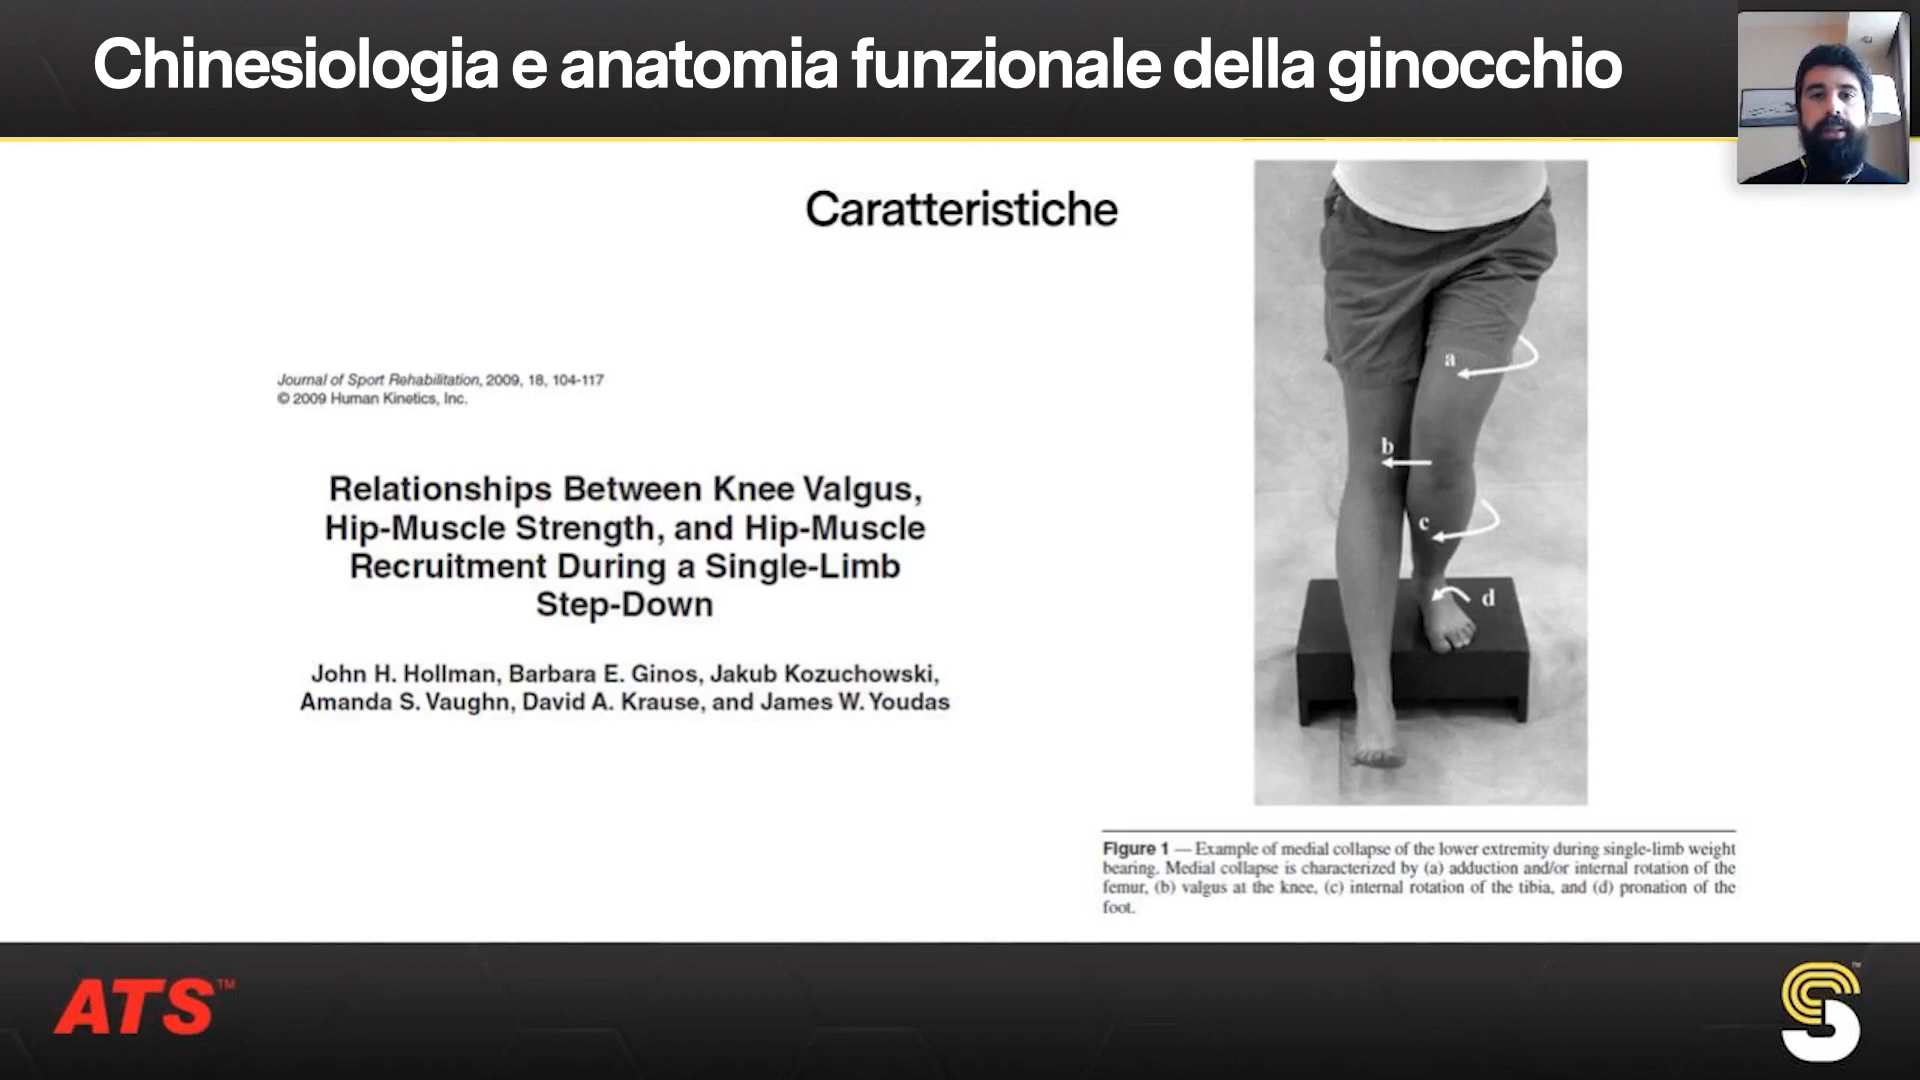 Chinesiologia e anatomia funzionale della ginocchio
Caratteristiche
Journal of Sport Rehabilitation, 2009, 18, 104-117
© 2009 Human Kinetics, Inc.
Relationships Between Knee Valgus,
Hip-Muscle Strength, and Hip-Muscle
Recruitment During a Single-Limb
Step-Down
John H. Hollman, Barbara E. Ginos, Jakub Kozuchowski,
Amanda S. Vaughn, David A. Krause, and James W. Youdas
a
b
c
d
Figure 1 — Example of medial collapse of the lower extremity during single-limb weight
bearing. Medial collapse is characterized by (a) adduction and/or internal rotation of the
femur, (b) valgus at the knee, (c) internal rotation of the tibia, and (d) pronation of the
foot.
ATS™
S™